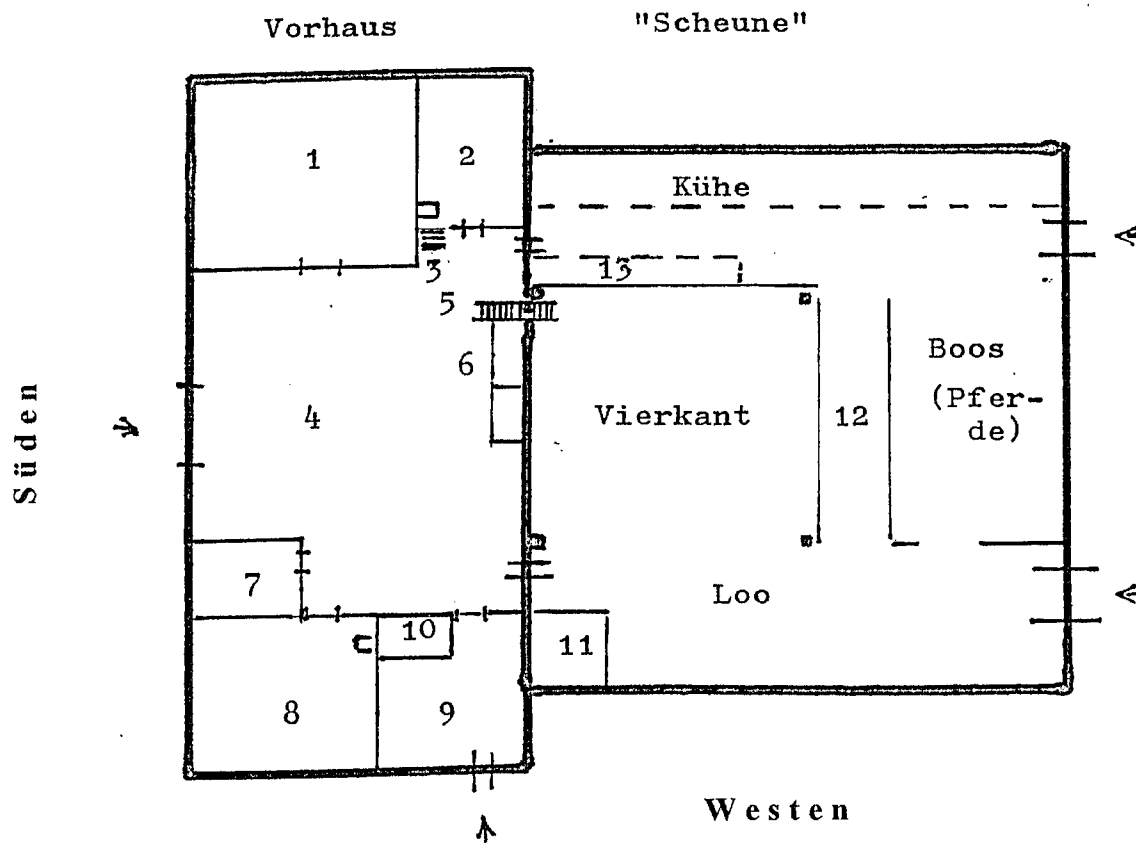 Vorhaus
"Scheune"
1
2
Kühe
3
13
5
6
Boos
(Pfer-
de)
4
Vierkant
12
Süden
7
Loo
10
11
8
9
Westen